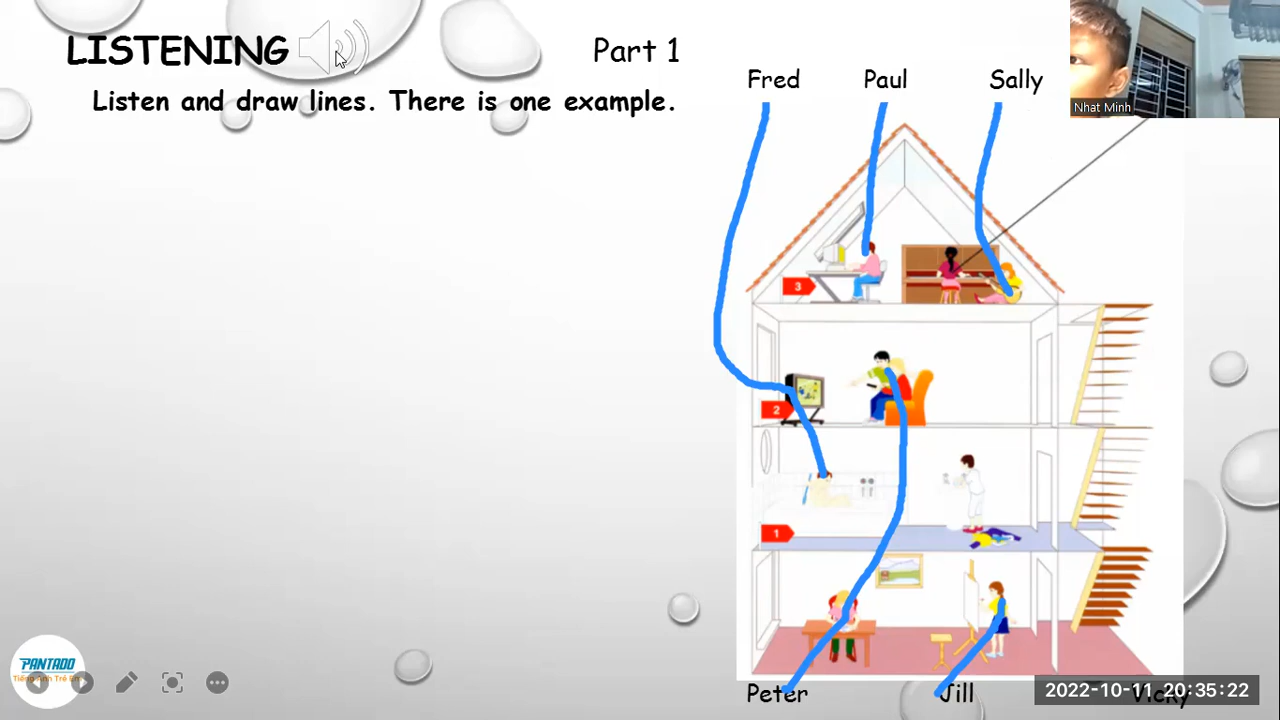 LISTENING
Part 1
Listen and draw lines. There is one example.
Fred Paul Sally
Nhat Minh
3
2
1
PANTADO
Peter Jill Vicky
2022-10-11 20:35:22